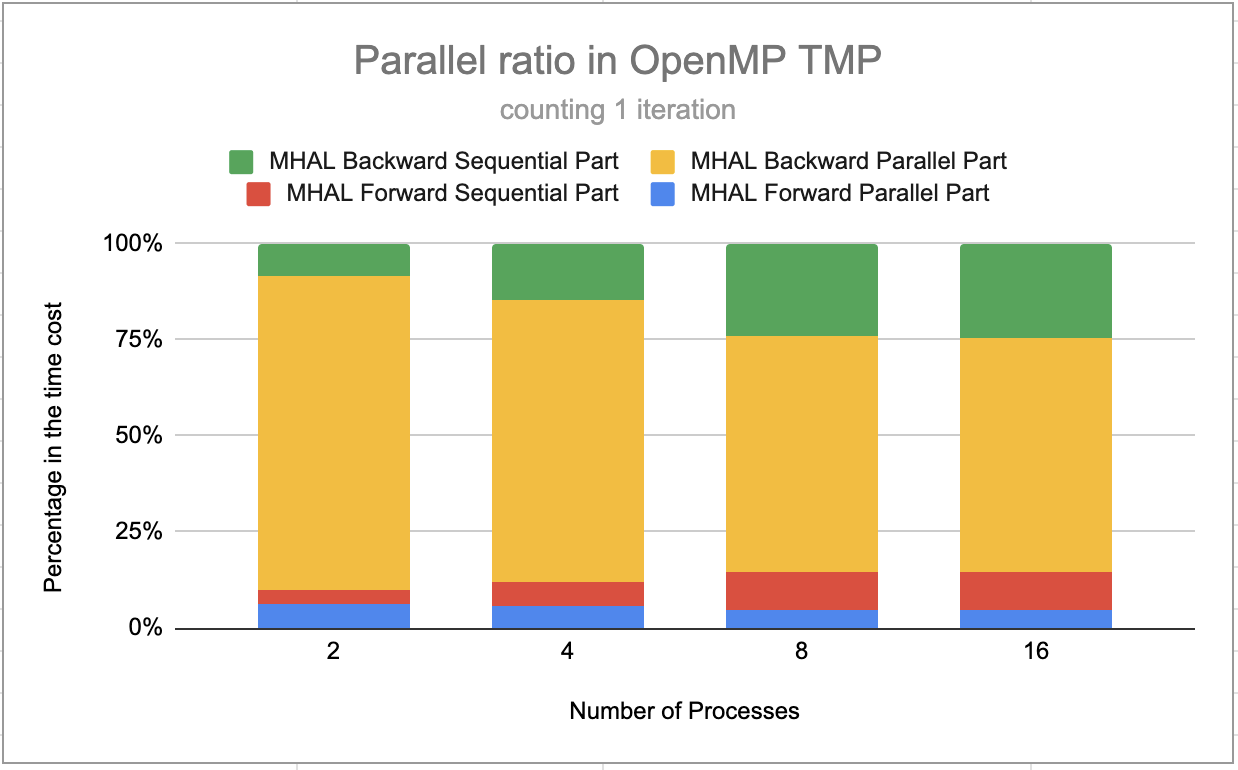 Parallel ratio in OpenMP TMP
counting 1 iteration
MHAL Backward Sequential Part MHAL Backward Parallel Part
MHAL Forward Sequential Part MHAL Forward Parallel Part
Percentage in the time cost
100%
75%
50%
25%
0%
2 4 8 16
Number of Processes